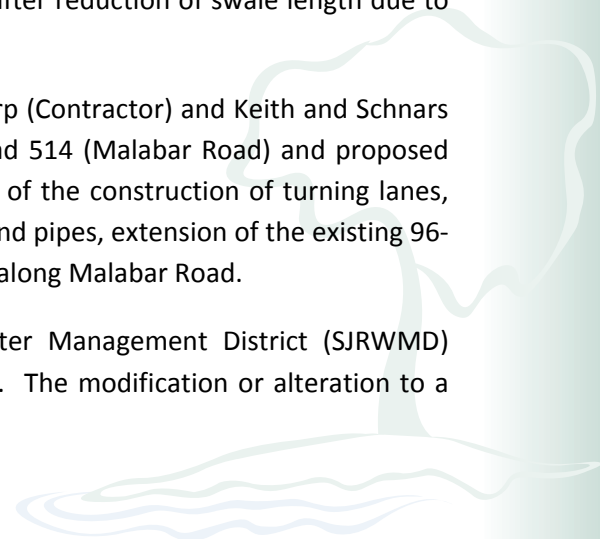 after reduction of swale length due to
rp (Contractor) and Keith and Schnars
nd 514 (Malabar Road) and proposed
of the construction of turning lanes,
nd pipes, extension of the existing 96-
along Malabar Road.
ter Management District (SJRWMD)
. The modification or alteration to a